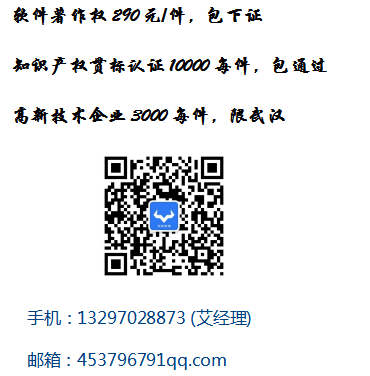 软件著作权290元/件，包下证
知识产权贯标认证10000每件，包通过
高新技术企业3000每件，限武汉
手机：13297028873 (艾经理)
邮箱：453796791qq.com